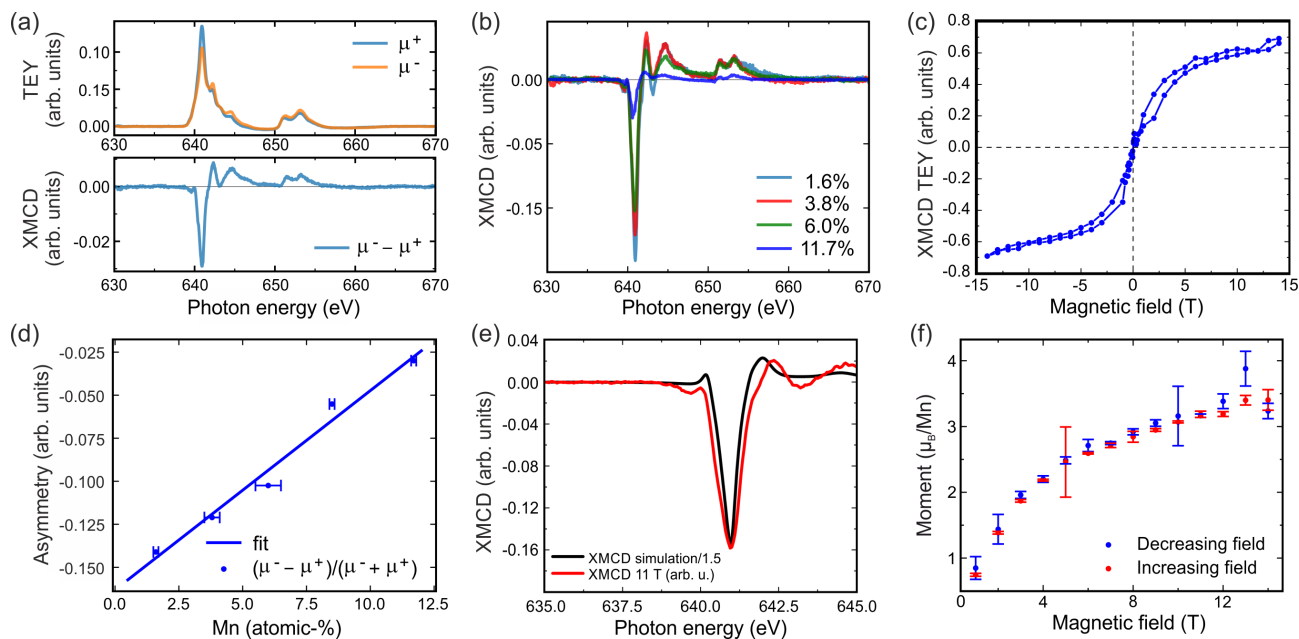 (a)
TEY
(arb. units)
0.10
0.15
0.00
μ⁺
μ⁻
630 640 650 660 670
XMCD
(arb. units)
0.00
-0.02
μ⁻ − μ⁺
630 640 650 660 670
Photon energy (eV)
(b)
XMCD (arb. units)
0.00
-0.05
-0.15
1.6%
3.8%
6.0%
11.7%
630 640 650 660 670
Photon energy (eV)
(c)
XMCD TEY (arb. units)
0.8
0.6
0.4
0.2
0.0
-0.2
-0.4
-0.6
-0.8
-15 -10 -5 0 5 10 15
Magnetic field (T)
(d)
Asymmetry (arb. units)
-0.025
-0.050
-0.075
-0.100
-0.125
-0.150
fit
(μ⁻ − μ⁺)/(μ⁻ + μ⁺)
0.0 2.5 5.0 7.5 10.0 12.5
Mn (atomic-%)
(e)
XMCD (arb. units)
0.04
0.00
-0.04
-0.08
-0.12
-0.16
XMCD simulation/1.5
XMCD 11 T (arb. u.)
635.0 637.5 640.0 642.5 645.0
Photon energy (eV)
(f)
Moment (μB/Mn)
4
3
2
1
Decreasing field
Increasing field
0 4 8 12
Magnetic field (T)